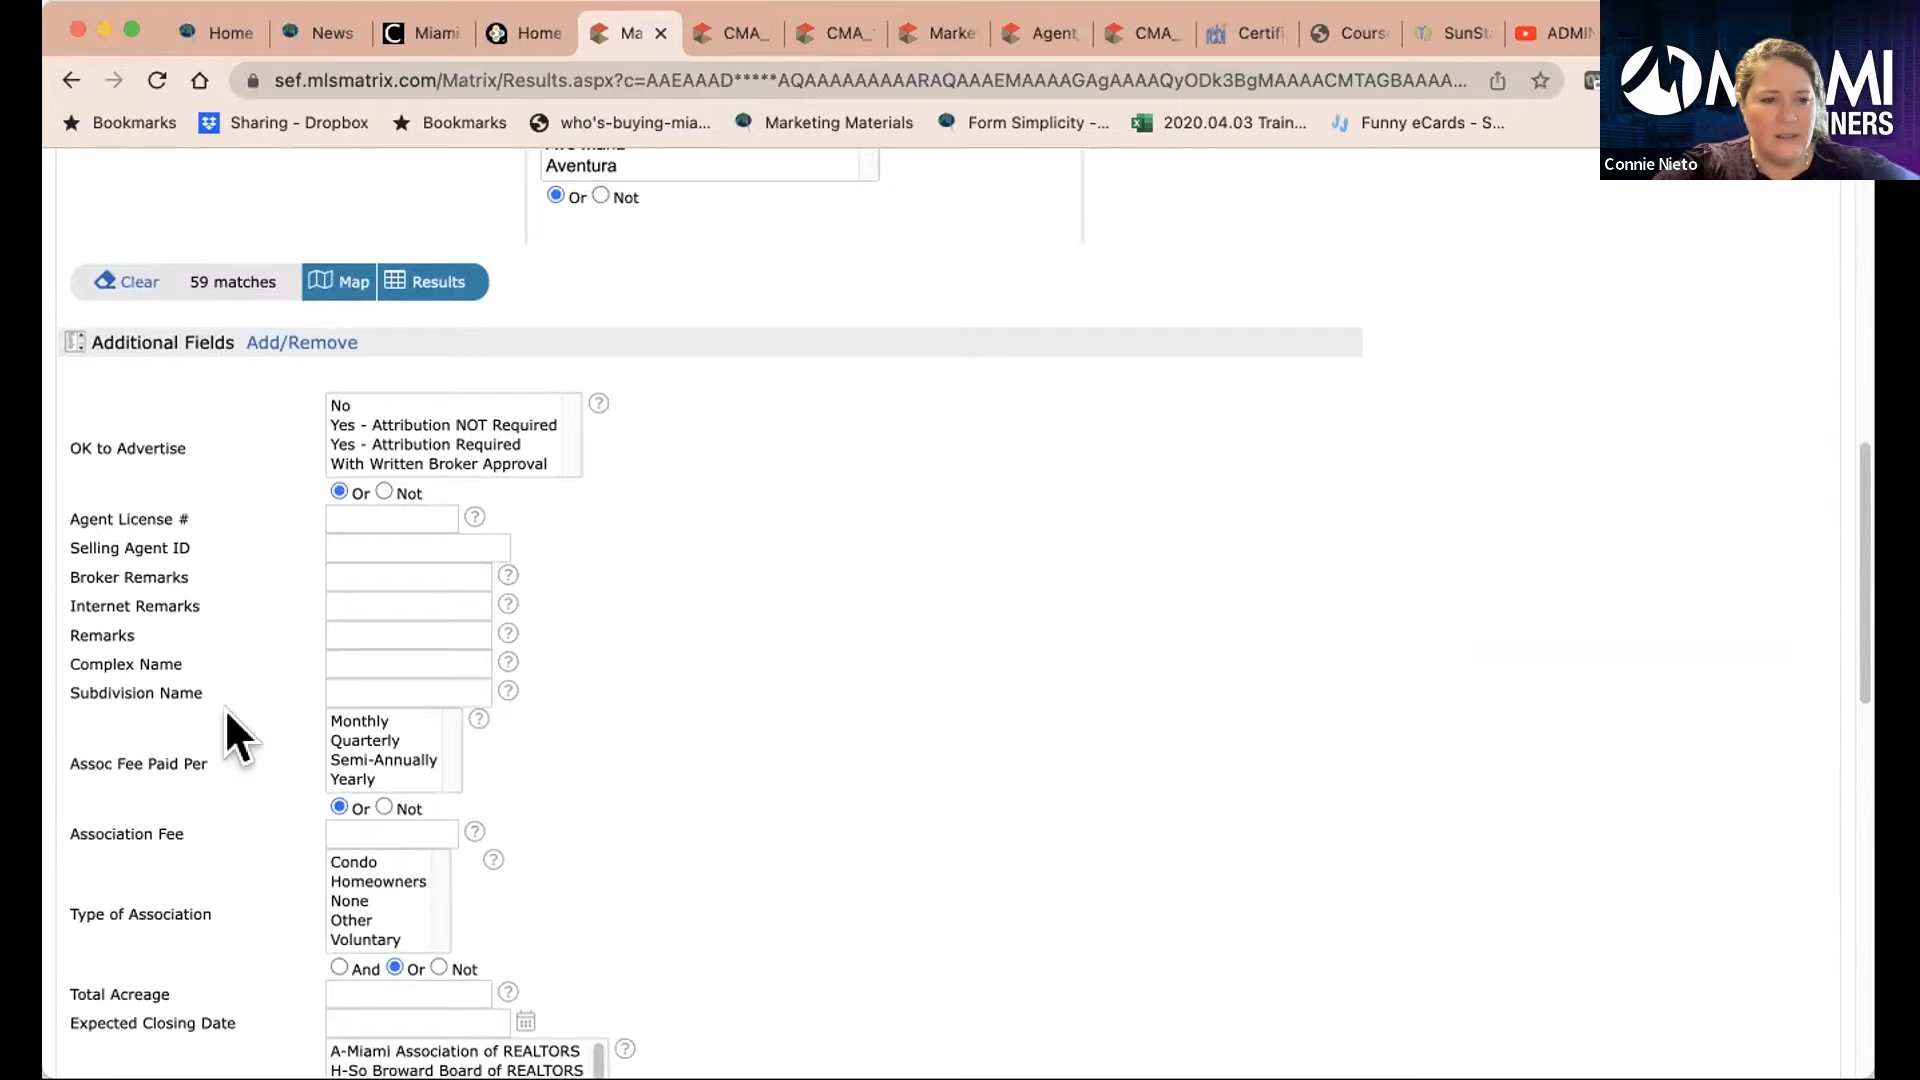 Home
News
Miami
Home
Ma
CMA_
CMA_
Marke
Agent
CMA_
Certifi
Cours
SunSt
ADMIN
sef.mlsmatrix.com/Matrix/Results.aspx?c=AAEAAAD*****AQAAAAAAAAARAQAAAEMAAAAGAgAAAAQyODk3BgMAAAACMTAGBAAAA...
Bookmarks
Sharing - Dropbox
Bookmarks
who's-buying-mia...
Marketing Materials
Form Simplicity -...
2020.04.03 Train...
Funny eCards - S...
M MI
NERS
Connie Nieto
Aventura
Or Not
Clear 59 matches Map Results
Additional Fields Add/Remove
No
Yes - Attribution NOT Required
Yes - Attribution Required
With Written Broker Approval
OK to Advertise
Or Not
Agent License #
Selling Agent ID
Broker Remarks
Internet Remarks
Remarks
Complex Name
Subdivision Name
Monthly
Quarterly
Semi-Annually
Yearly
Assoc Fee Paid Per
Or Not
Association Fee
Condo
Homeowners
None
Other
Voluntary
Type of Association
And Or Not
Total Acreage
Expected Closing Date
A-Miami Association of REALTORS
H-So Broward Board of REALTORS